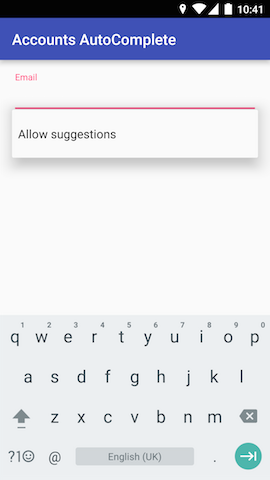 10:41
Accounts AutoComplete
Email
Allow suggestions
1 2 3 4 5 6 7 8 9 0
q w e r t y u i o p
a s d f g h j k l
z x c v b n m
?1 @ English (UK) .